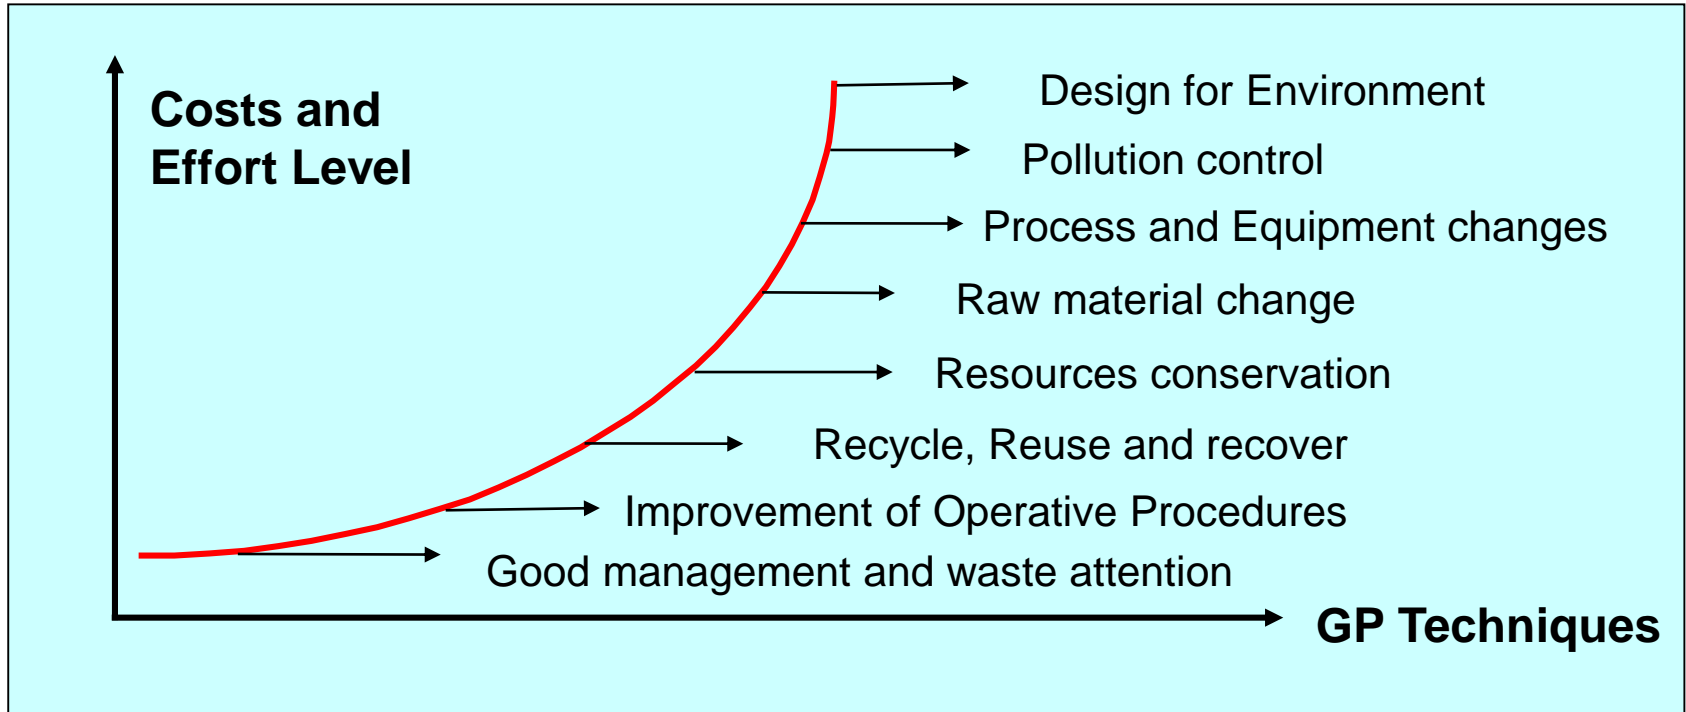 Costs and
Effort Level
Design for Environment
Pollution control
Process and Equipment changes
Raw material change
Resources conservation
Recycle, Reuse and recover
Improvement of Operative Procedures
Good management and waste attention
GP Techniques